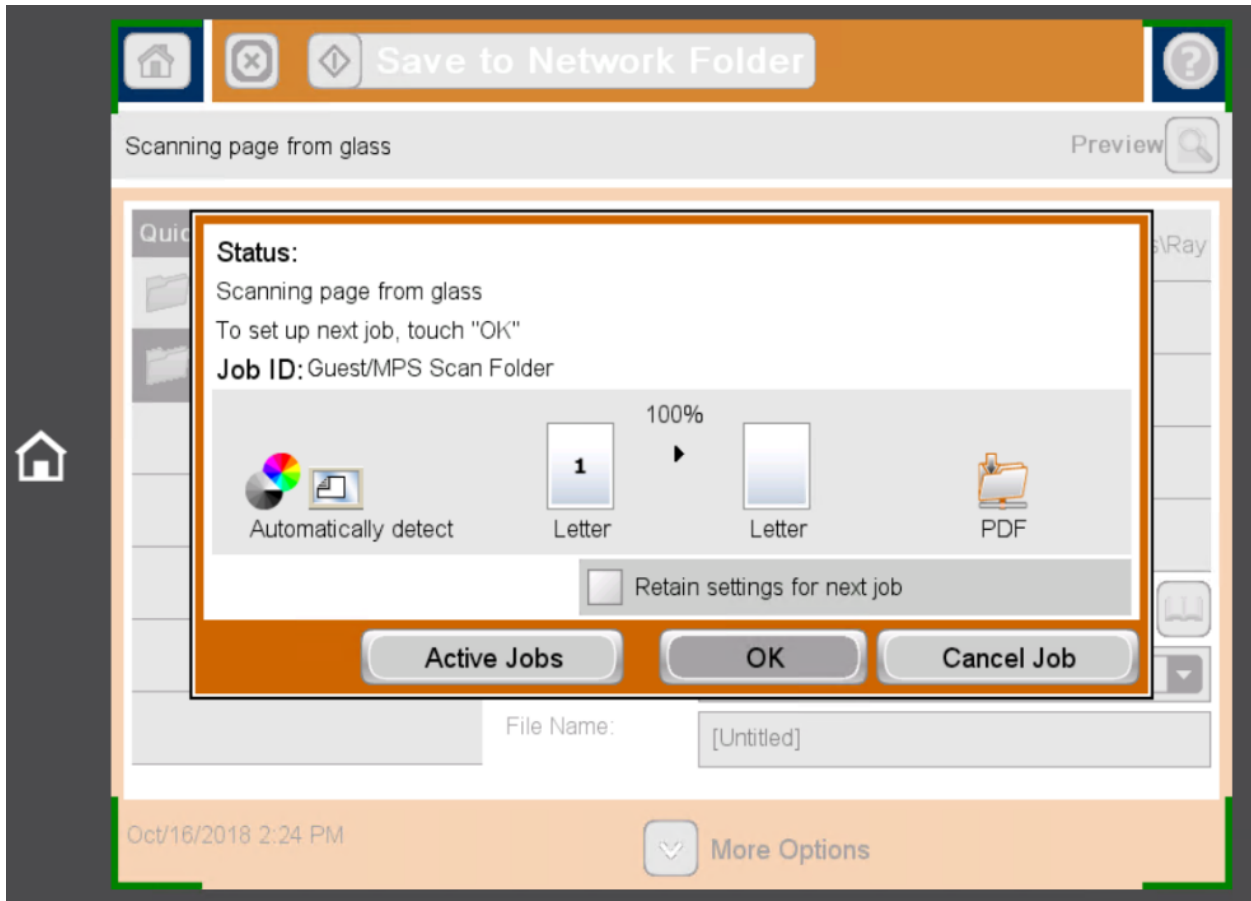 Save to Network Folder
Scanning page from glass
Preview
Quic
s\Ray
Status:
Scanning page from glass
To set up next job, touch "OK"
Job ID: Guest/MPS Scan Folder
100%
1
Automatically detect
Letter
Letter
PDF
Retain settings for next job
Active Jobs
OK
Cancel Job
File Name:
[Untitled]
Oct/16/2018 2:24 PM
More Options